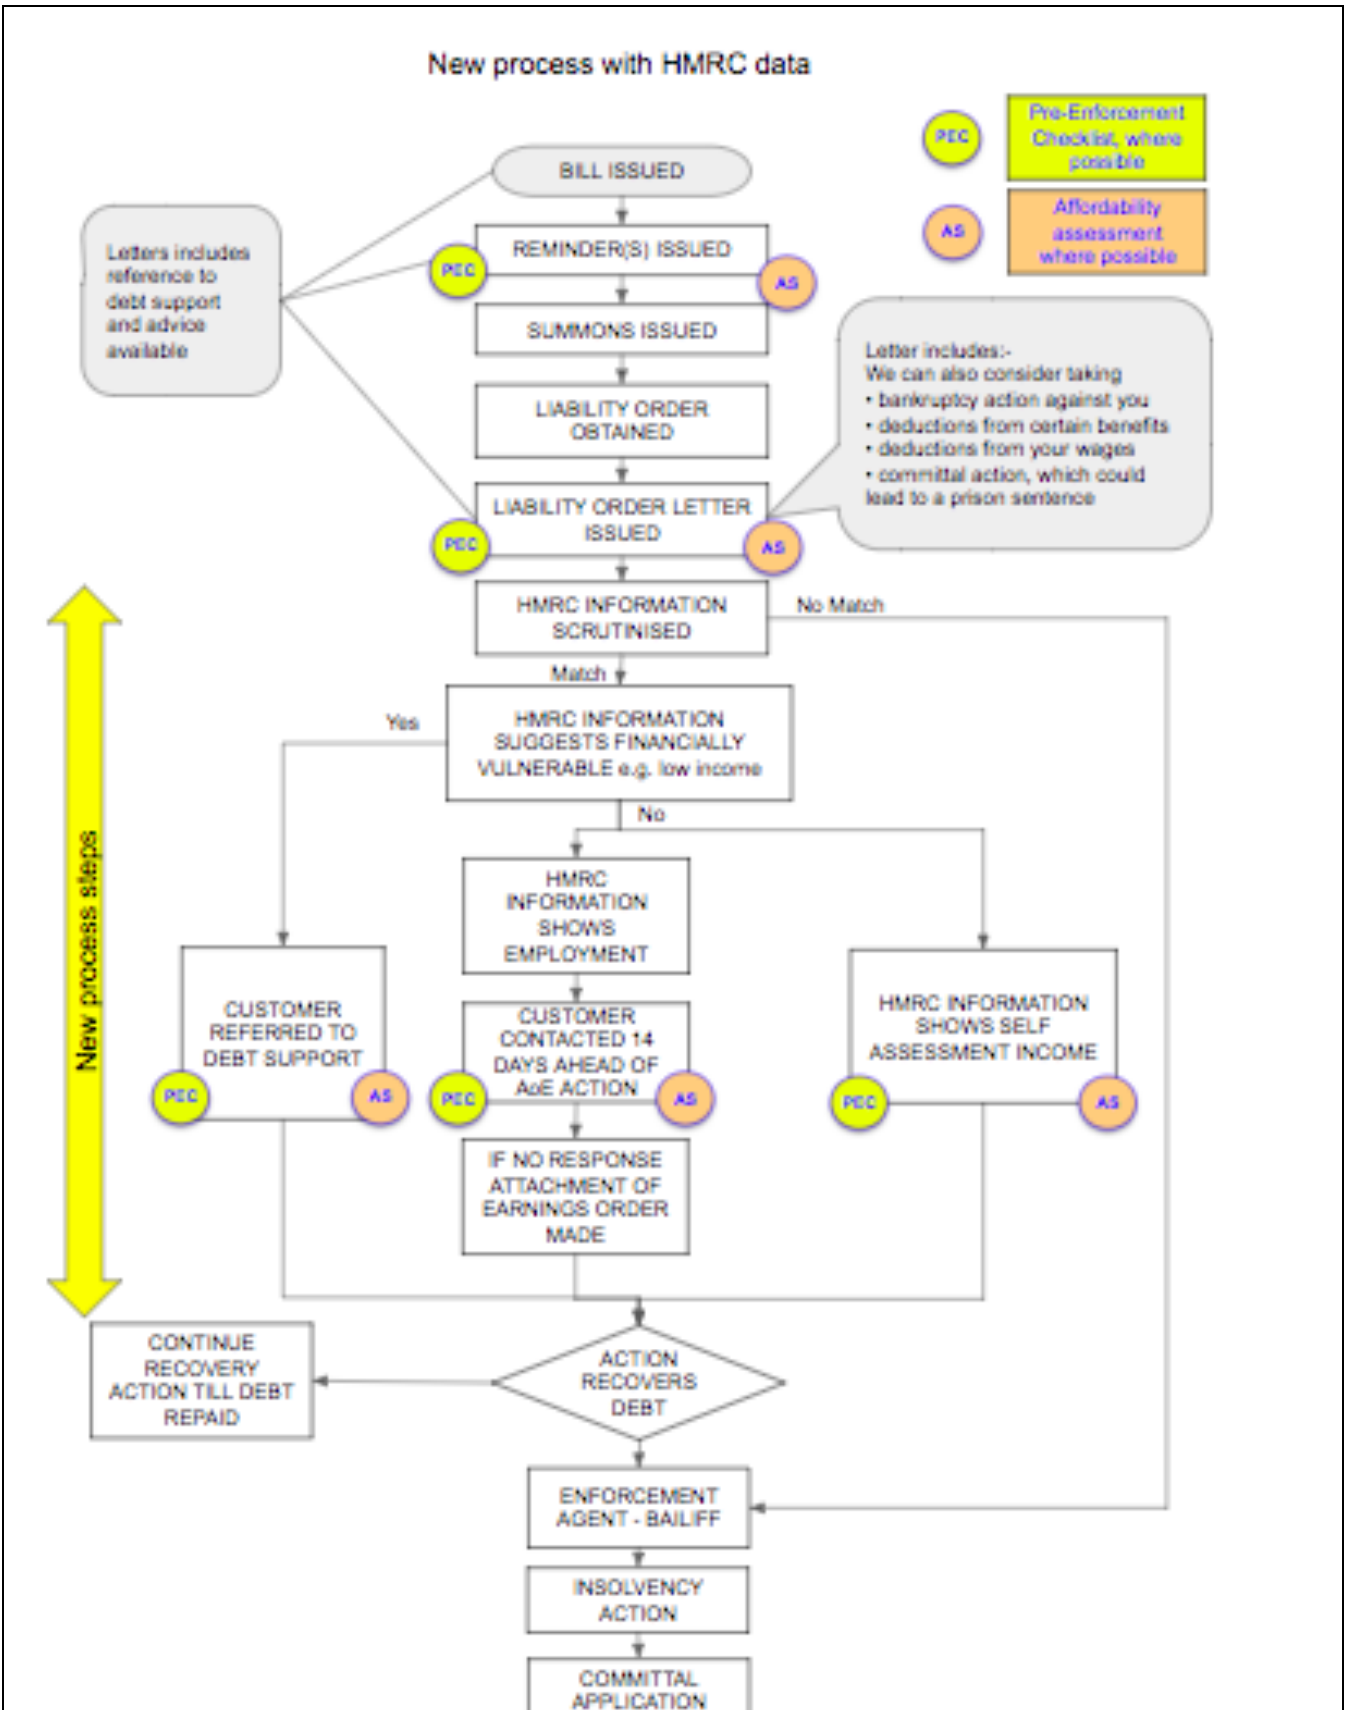 New process with HMRC data
PEC
Pre-Enforcement
Checklist, where
possible
AS
Affordability
assessment
where possible
BILL ISSUED
Letters includes
reference to
debt support
and advice
available
REMINDER(S) ISSUED
PEC
AS
SUMMONS ISSUED
LIABILITY ORDER
OBTAINED
Letter includes:-
We can also consider taking
• bankruptcy action against you
• deductions from certain benefits
• deductions from your wages
• committal action, which could
lead to a prison sentence
LIABILITY ORDER LETTER
ISSUED
PEC
AS
HMRC INFORMATION
SCRUTINISED
No Match
Match
HMRC INFORMATION
SUGGESTS FINANCIALLY
VULNERABLE e.g. low income
Yes
No
New process steps
HMRC
INFORMATION
SHOWS
EMPLOYMENT
CUSTOMER
REFERRED TO
DEBT SUPPORT
PEC
AS
CUSTOMER
CONTACTED 14
DAYS AHEAD OF
AoE ACTION
PEC
AS
HMRC INFORMATION
SHOWS SELF
ASSESSMENT INCOME
PEC
AS
IF NO RESPONSE
ATTACHMENT OF
EARNINGS ORDER
MADE
CONTINUE
RECOVERY
ACTION TILL DEBT
REPAID
ACTION
RECOVERS
DEBT
ENFORCEMENT
AGENT - BAILIFF
INSOLVENCY
ACTION
COMMITTAL
APPLICATION